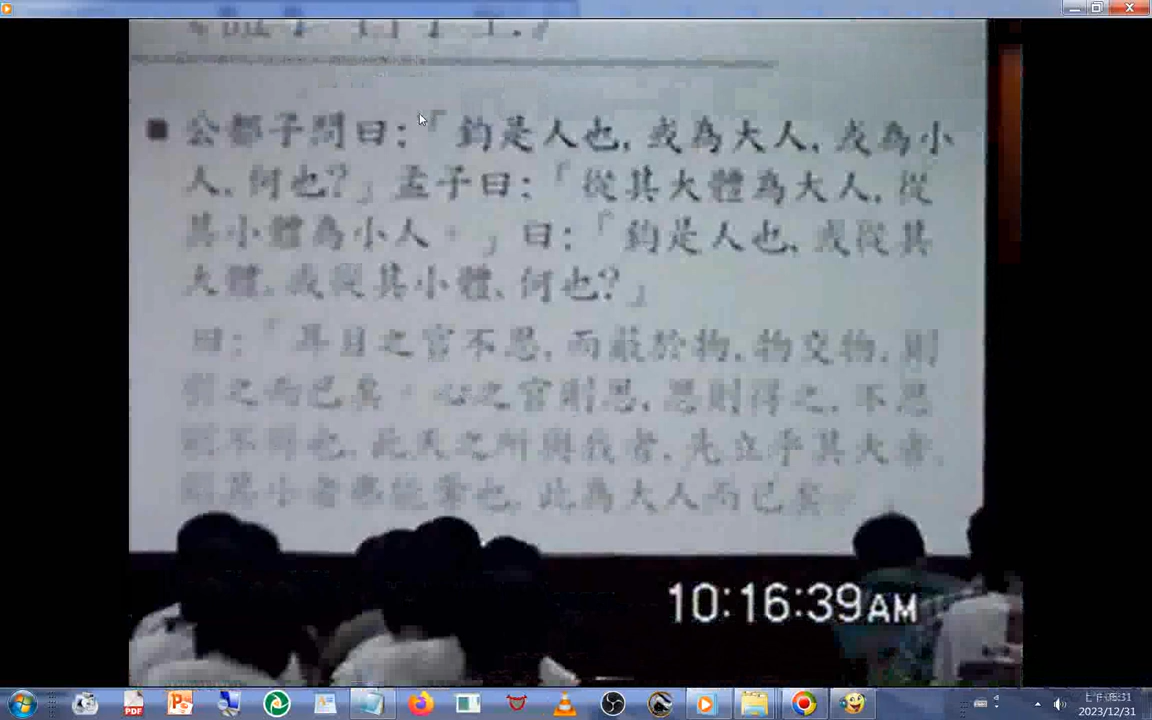 ■ 公都子問曰：「鈞是人也，或為大人，或為小
人，何也？」孟子曰：「從其大體為大人，從
其小體為小人。」曰：「鈞是人也，或從其
大體，或從其小體，何也？」
曰：「耳目之官不思，而蔽於物，物交物，則
引之而已矣。心之官則思，思則得之，不思
則不得也。此天之所與我者，先立乎其大者，
則其小者弗能奪也，此為大人而已矣。
10:16:39AM
PDF
上午 05:31
2023/12/31